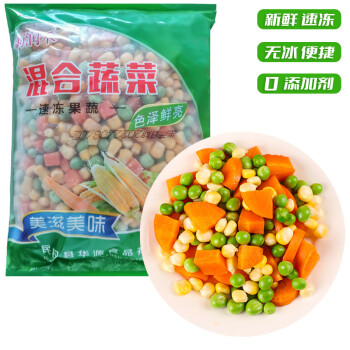 新鲜 速冻
无冰 便捷
0 添加剂
混合蔬菜
速冻果蔬
色泽鲜亮
美滋美味